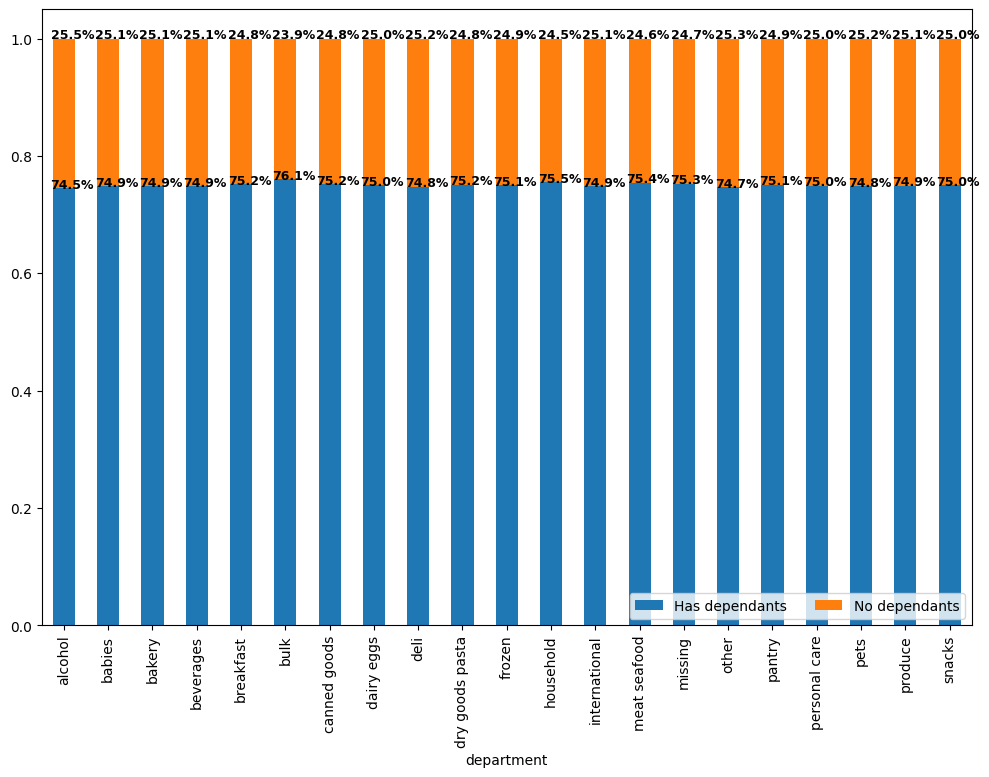 1.0
0.8
0.6
0.4
0.2
0.0
25.5% 25.1% 25.1% 25.1% 24.8% 23.9% 24.8% 25.0% 25.2% 24.8% 24.9% 24.5% 25.1% 24.6% 24.7% 25.3% 24.9% 25.0% 25.2% 25.1% 25.0%
74.5% 74.9% 74.9% 74.9% 75.2% 76.1% 75.2% 75.0% 74.8% 75.2% 75.1% 75.5% 74.9% 75.4% 75.3% 74.7% 75.1% 75.0% 74.8% 74.9% 75.0%
Has dependants
No dependants
alcohol
babies
bakery
beverages
breakfast
bulk
canned goods
dairy eggs
deli
dry goods pasta
frozen
household
international
meat seafood
missing
other
pantry
personal care
pets
produce
snacks
department